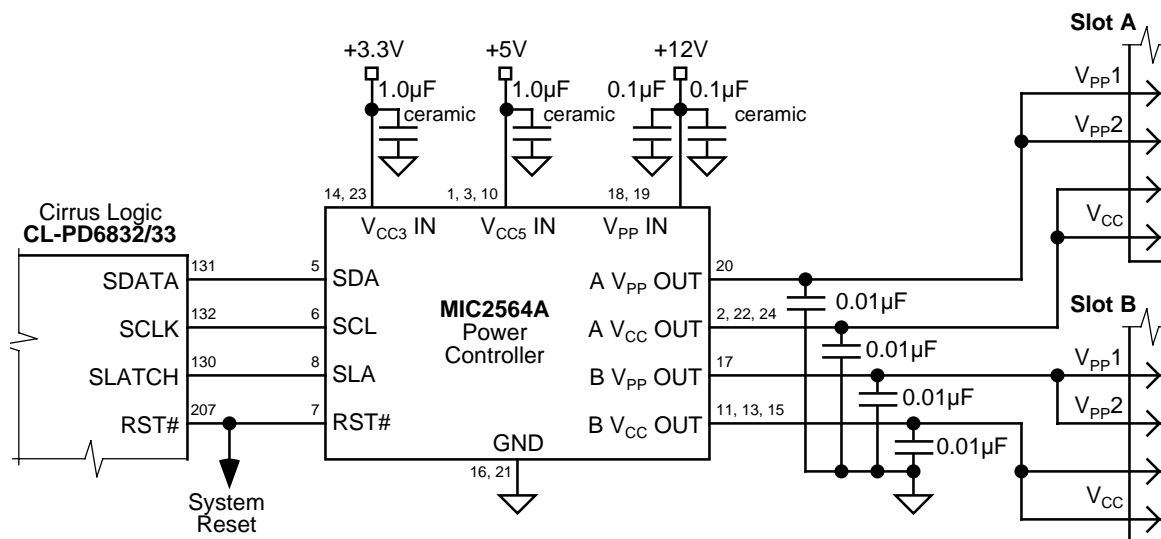 Slot A
+3.3V
+5V
+12V
1.0µF
ceramic
1.0µF
ceramic
0.1µF
0.1µF
ceramic
VPP1
VPP2
VCC
14, 23
1, 3, 10
18, 19
VCC3 IN
VCC5 IN
VPP IN
Cirrus Logic
CL-PD6832/33
SDATA
131
5
SDA
SCLK
132
6
SCL
SLATCH
130
8
SLA
RST#
207
7
RST#
MIC2564A
Power
Controller
A VPP OUT
20
A VCC OUT
2, 22, 24
B VPP OUT
17
B VCC OUT
11, 13, 15
GND
16, 21
0.01µF
0.01µF
0.01µF
0.01µF
Slot B
VPP1
VPP2
VCC
System
Reset